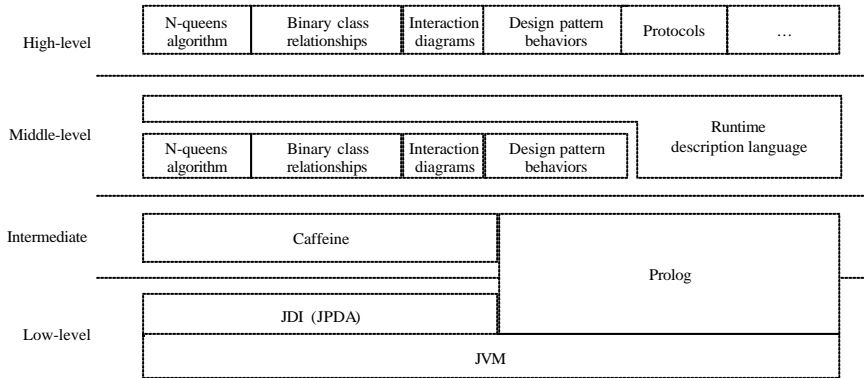 High-level
N-queens
algorithm
Binary class
relationships
Interaction
diagrams
Design pattern
behaviors
Protocols
…
Middle-level
Runtime
description language
N-queens
algorithm
Binary class
relationships
Interaction
diagrams
Design pattern
behaviors
Intermediate
Caffeine
Prolog
Low-level
JDI (JPDA)
JVM